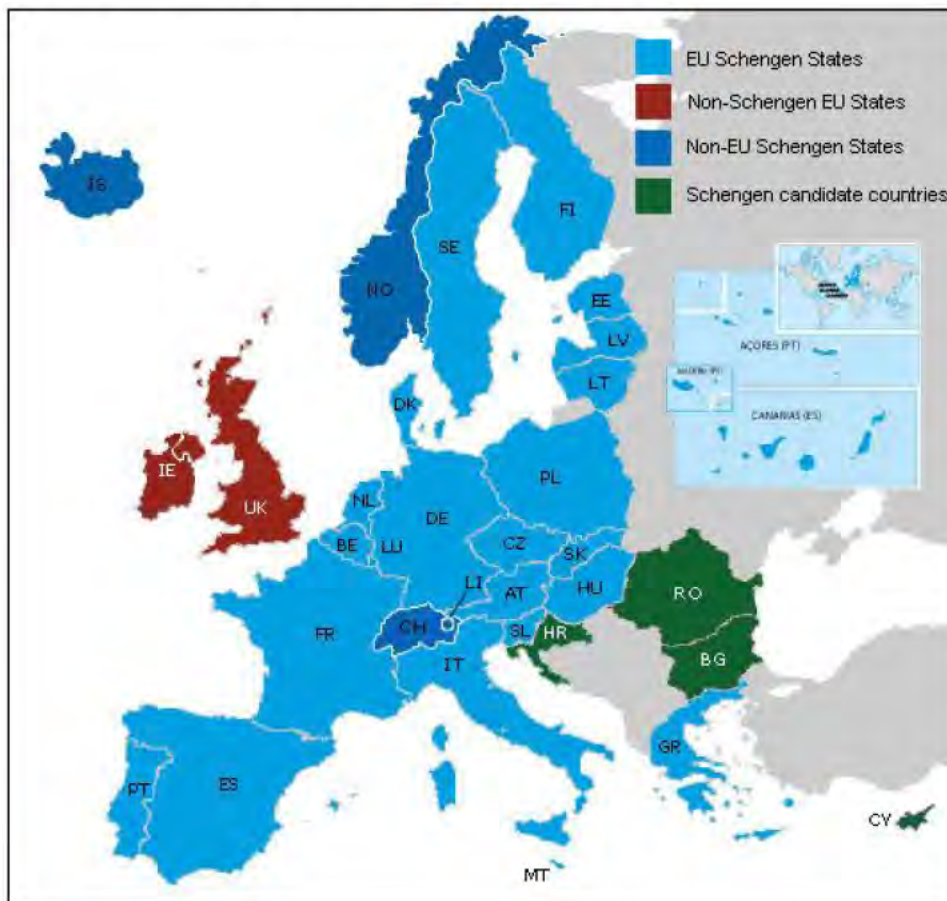 EU Schengen States
Non-Schengen EU States
Non-EU Schengen States
Schengen candidate countries
IS
FI
SE
NO
EE
LV
LT
DK
AÇORES (PT)
CANARIAS (ES)
IE
UK
NL
DE
PL
BE
LU
CZ
SK
LI
AT
HU
RO
FR
CH
SL
HR
IT
BG
GR
PT
ES
CY
MT